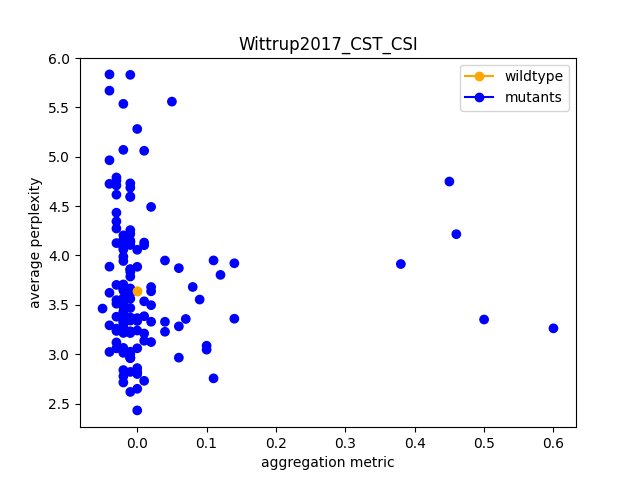 Wittrup2017_CST_CSI
wildtype
mutants
6.0
5.5
5.0
4.5
4.0
3.5
3.0
2.5
average perplexity
0.0 0.1 0.2 0.3 0.4 0.5 0.6
aggregation metric